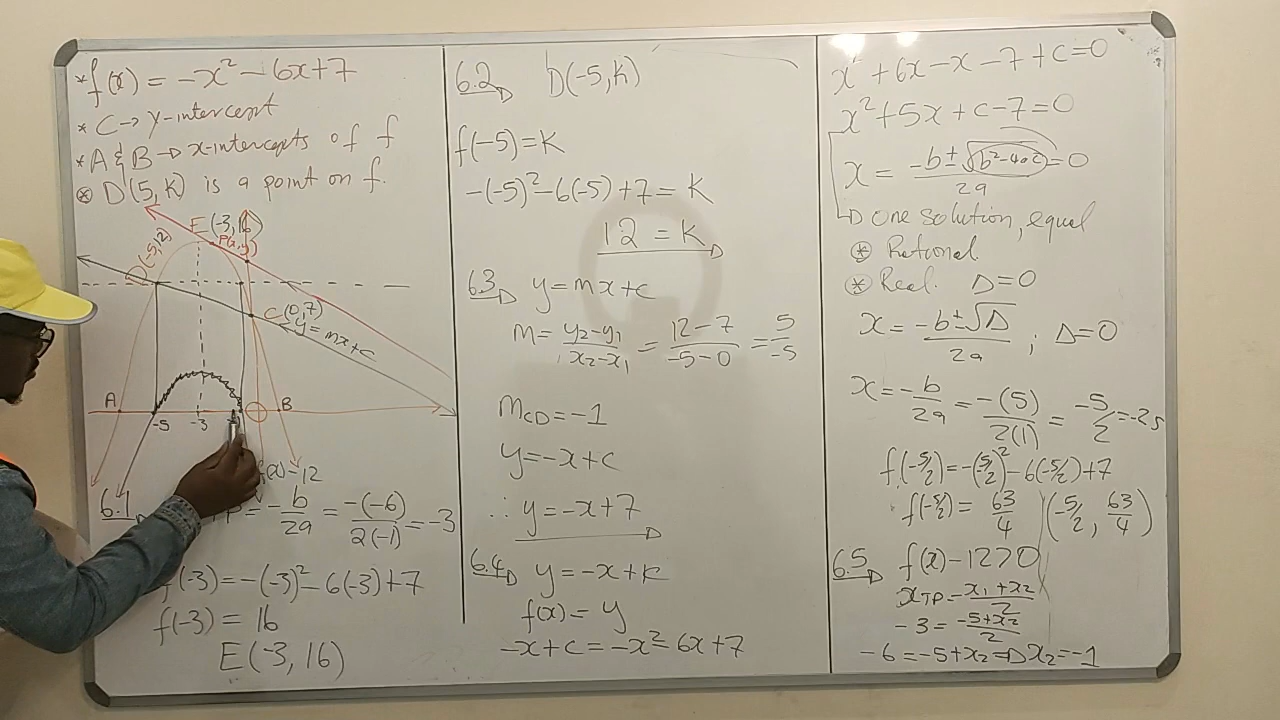 * f(x) = -x² - 6x + 7
* C → y-intercept
* A & B → x-intercepts of f
⊛ D(5, K) is a point on f.
E (-3, 16)
P(x, y)
D(-5, 12)
C (0, 7)
y = mx + c
A
B
-5
-3
f(x) - 12
6.1
= -b/2a = -(-6)/2(-1) = -3
f(-3) = -(-3)² - 6(-3) + 7
f(-3) = 16
E(-3, 16)
6.2 D(-5, K)
f(-5) = K
-(-5)² - 6(-5) + 7 = K
12 = K
6.3 y = mx + c
m = y₂-y₁/x₂-x₁ = 12-7/-5-0 = 5/-5
m_CD = -1
y = -x + c
∴ y = -x + 7
6.4 y = -x + k
f(x) = y
-x + c = -x² - 6x + 7
x² + 6x - x - 7 + c = 0
x² + 5x + c - 7 = 0
x = -b ± √(b² - 4ac)/2a = 0
one solution, equal
⊛ Rational
⊛ Real. Δ = 0
x = -b ± √Δ/2a ; Δ = 0
x = -b/2a = -(5)/2(1) = -5/2 = -2,5
f(-5/2) = -(-5/2)² - 6(-5/2) + 7
f(-5/2) = 63/4 (-5/2, 63/4)
6.5 f(x) - 12 > 0
x_TP = x₁+x₂/2
-3 = -5+x₂/2
-6 = -5 + x₂ ⇒ x₂ = -1